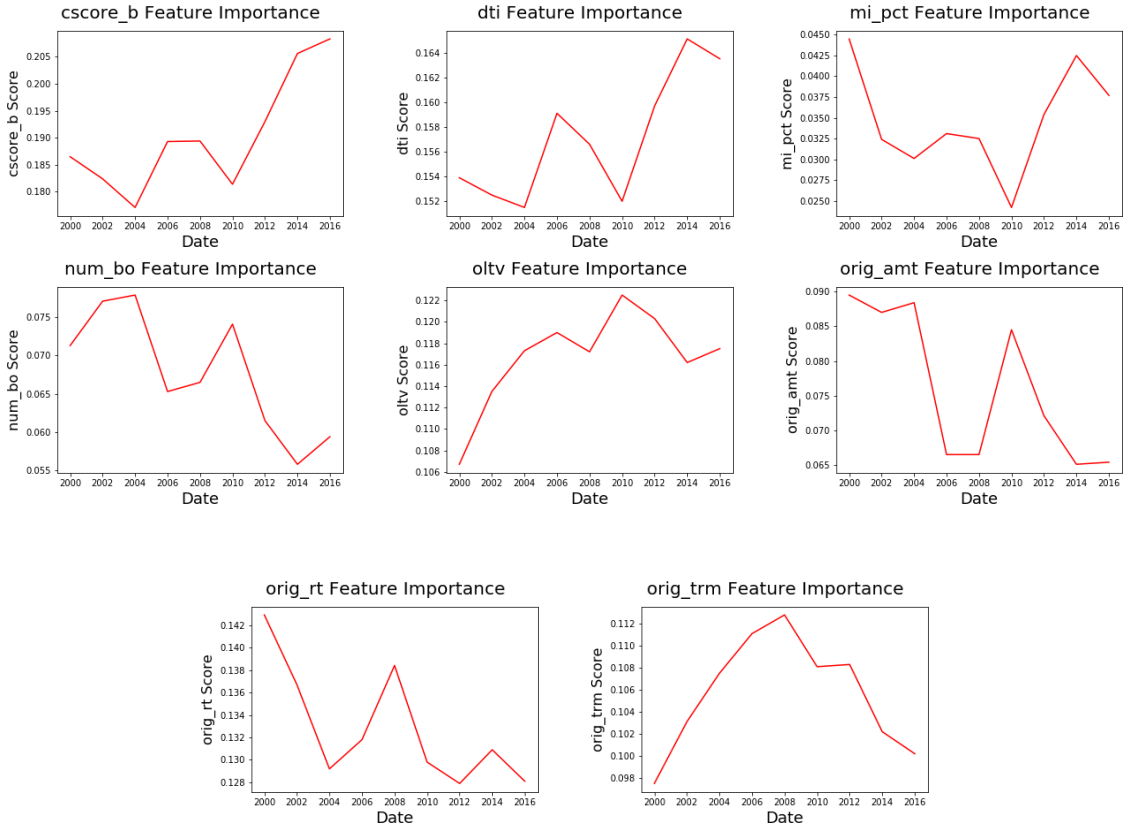 cscore_b Feature Importance
cscore_b Score
0.205
0.200
0.195
0.190
0.185
0.180
2000 2002 2004 2006 2008 2010 2012 2014 2016
Date
dti Feature Importance
dti Score
0.164
0.162
0.160
0.158
0.156
0.154
0.152
2000 2002 2004 2006 2008 2010 2012 2014 2016
Date
mi_pct Feature Importance
mi_pct Score
0.0450
0.0425
0.0400
0.0375
0.0350
0.0325
0.0300
0.0275
0.0250
2000 2002 2004 2006 2008 2010 2012 2014 2016
Date
num_bo Feature Importance
num_bo Score
0.075
0.070
0.065
0.060
0.055
2000 2002 2004 2006 2008 2010 2012 2014 2016
Date
oltv Feature Importance
oltv Score
0.122
0.120
0.118
0.116
0.114
0.112
0.110
0.108
0.106
2000 2002 2004 2006 2008 2010 2012 2014 2016
Date
orig_amt Feature Importance
orig_amt Score
0.090
0.085
0.080
0.075
0.070
0.065
2000 2002 2004 2006 2008 2010 2012 2014 2016
Date
orig_rt Feature Importance
orig_rt Score
0.142
0.140
0.138
0.136
0.134
0.132
0.130
0.128
2000 2002 2004 2006 2008 2010 2012 2014 2016
Date
orig_trm Feature Importance
orig_trm Score
0.112
0.110
0.108
0.106
0.104
0.102
0.100
0.098
2000 2002 2004 2006 2008 2010 2012 2014 2016
Date